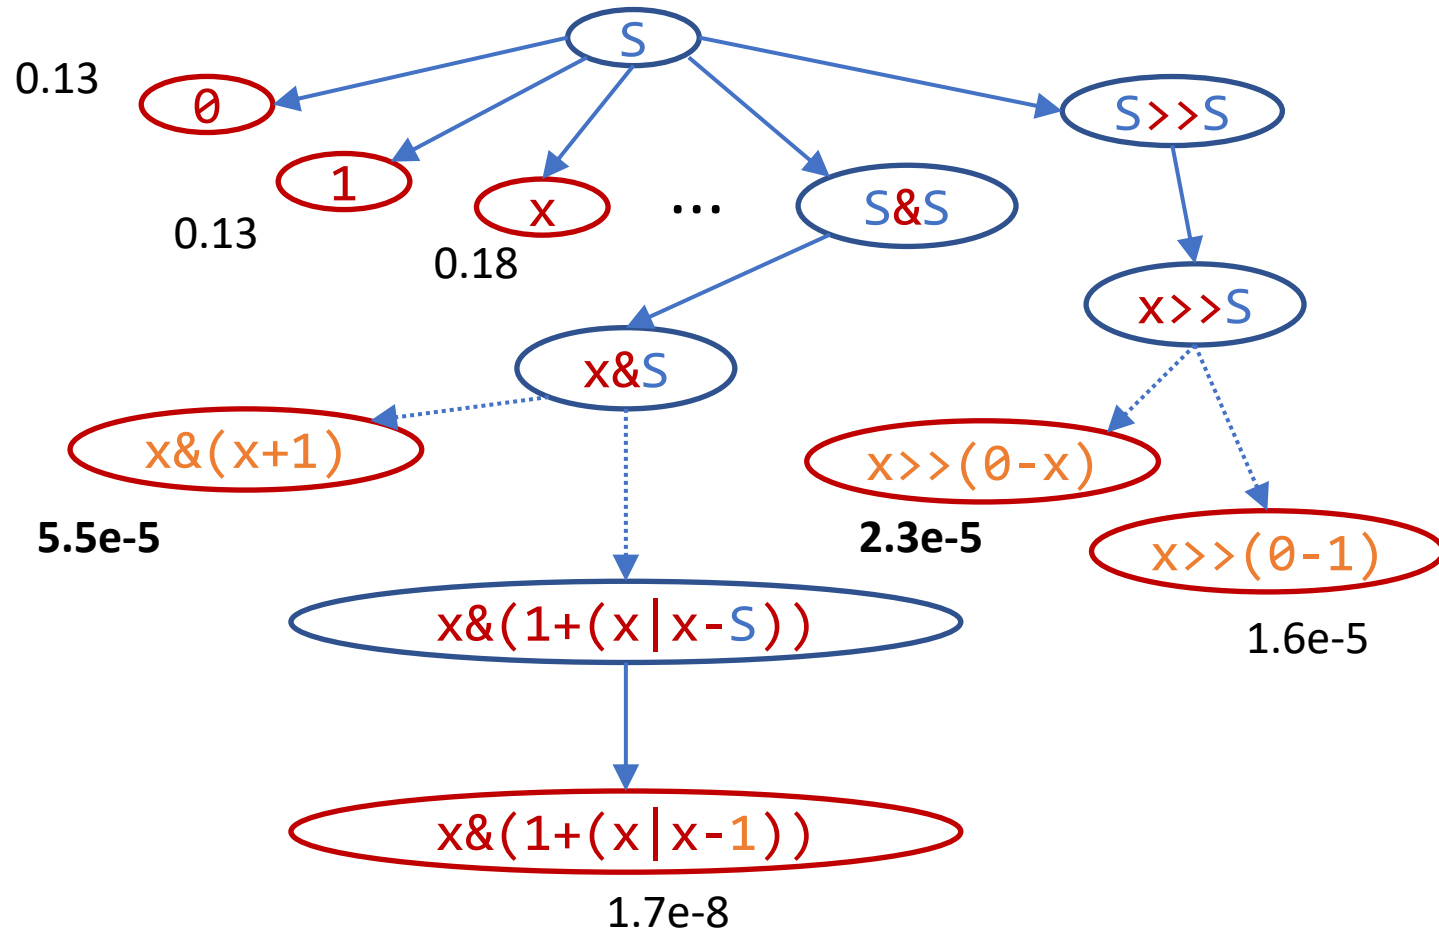 S
0.13
0
S>>S
1
x
...
S&S
0.13
0.18
x>>S
x&S
x&(x+1)
x>>(0-x)
5.5e-5
2.3e-5
x>>(0-1)
x&(1+(x|x-S))
1.6e-5
x&(1+(x|x-1))
1.7e-8